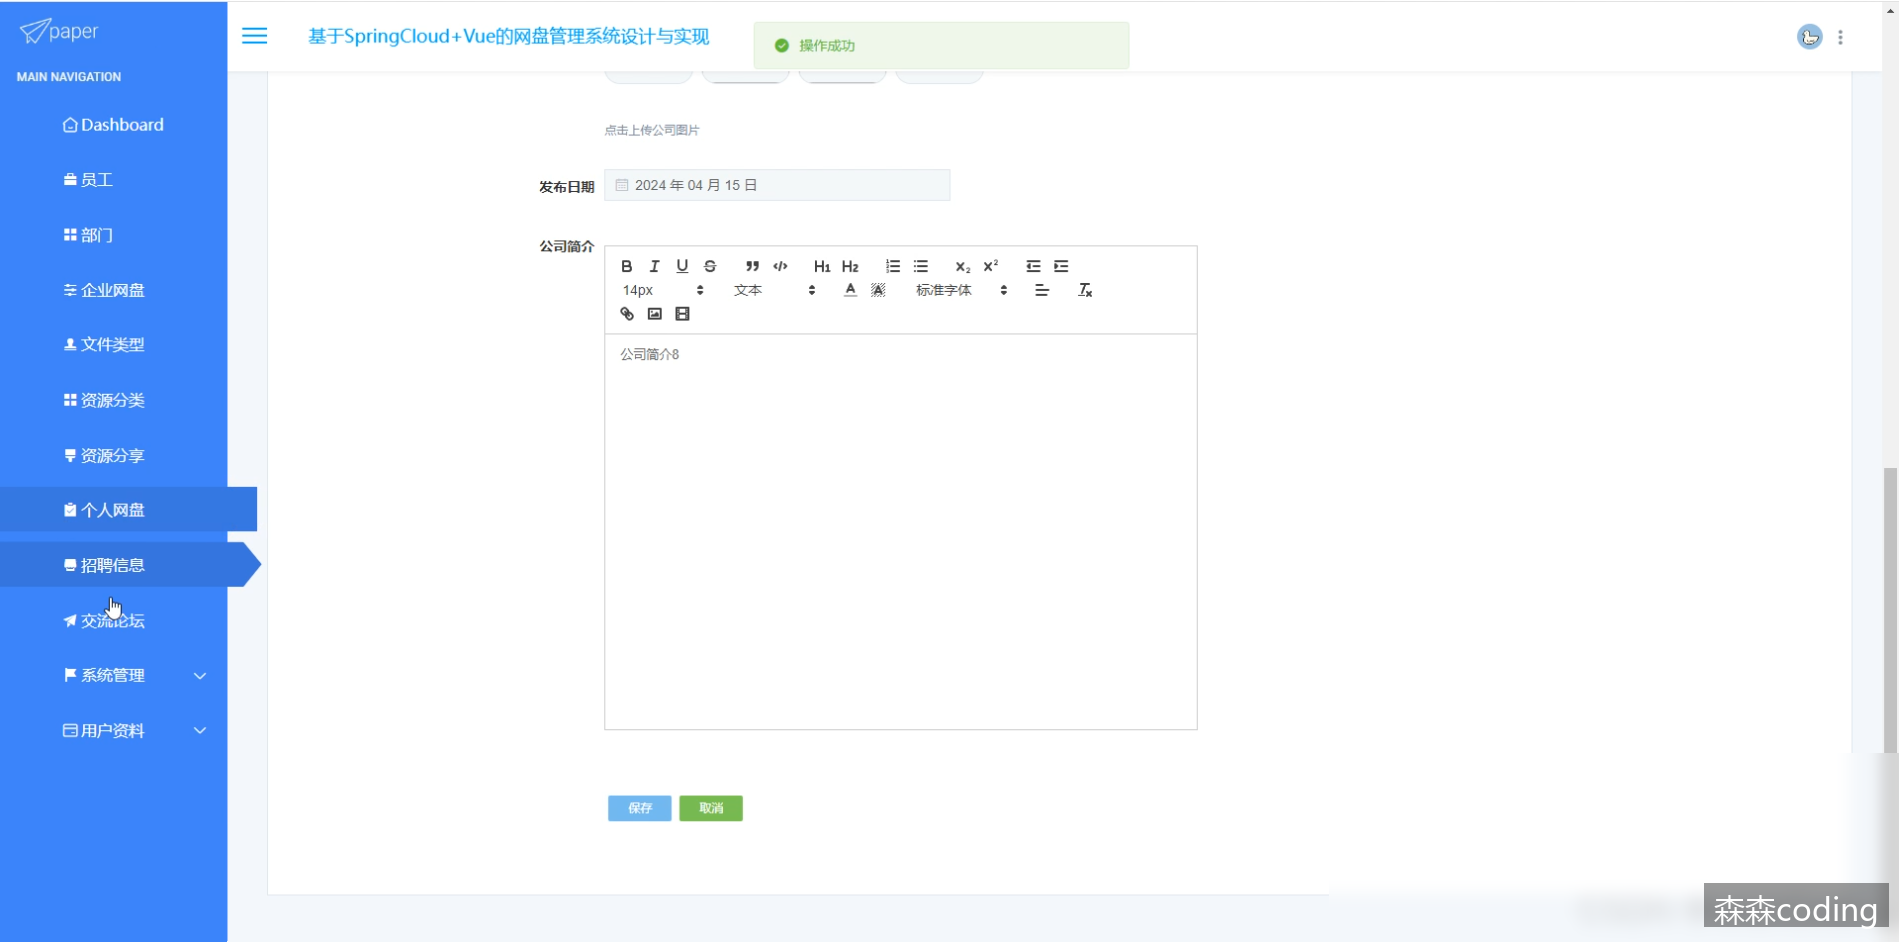 paper
基于SpringCloud+Vue的网盘管理系统设计与实现
操作成功
MAIN NAVIGATION
Dashboard
员工
部门
企业网盘
文件类型
资源分类
资源分享
个人网盘
招聘信息
交流论坛
系统管理
用户资料
点击上传公司图片
发布日期
2024 年 04 月 15 日
公司简介
B I U S H1 H2 X2 X2
14px 文本 A A 标准字体 Tx
公司简介8
保存 取消
森森coding